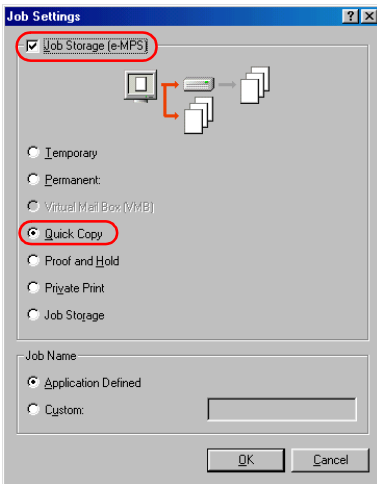 Job Settings
Job Storage (e-MPS)
Temporary
Permanent:
Virtual Mail Box (VMB)
Quick Copy
Proof and Hold
Private Print
Job Storage
Job Name
Application Defined
Custom:
OK Cancel